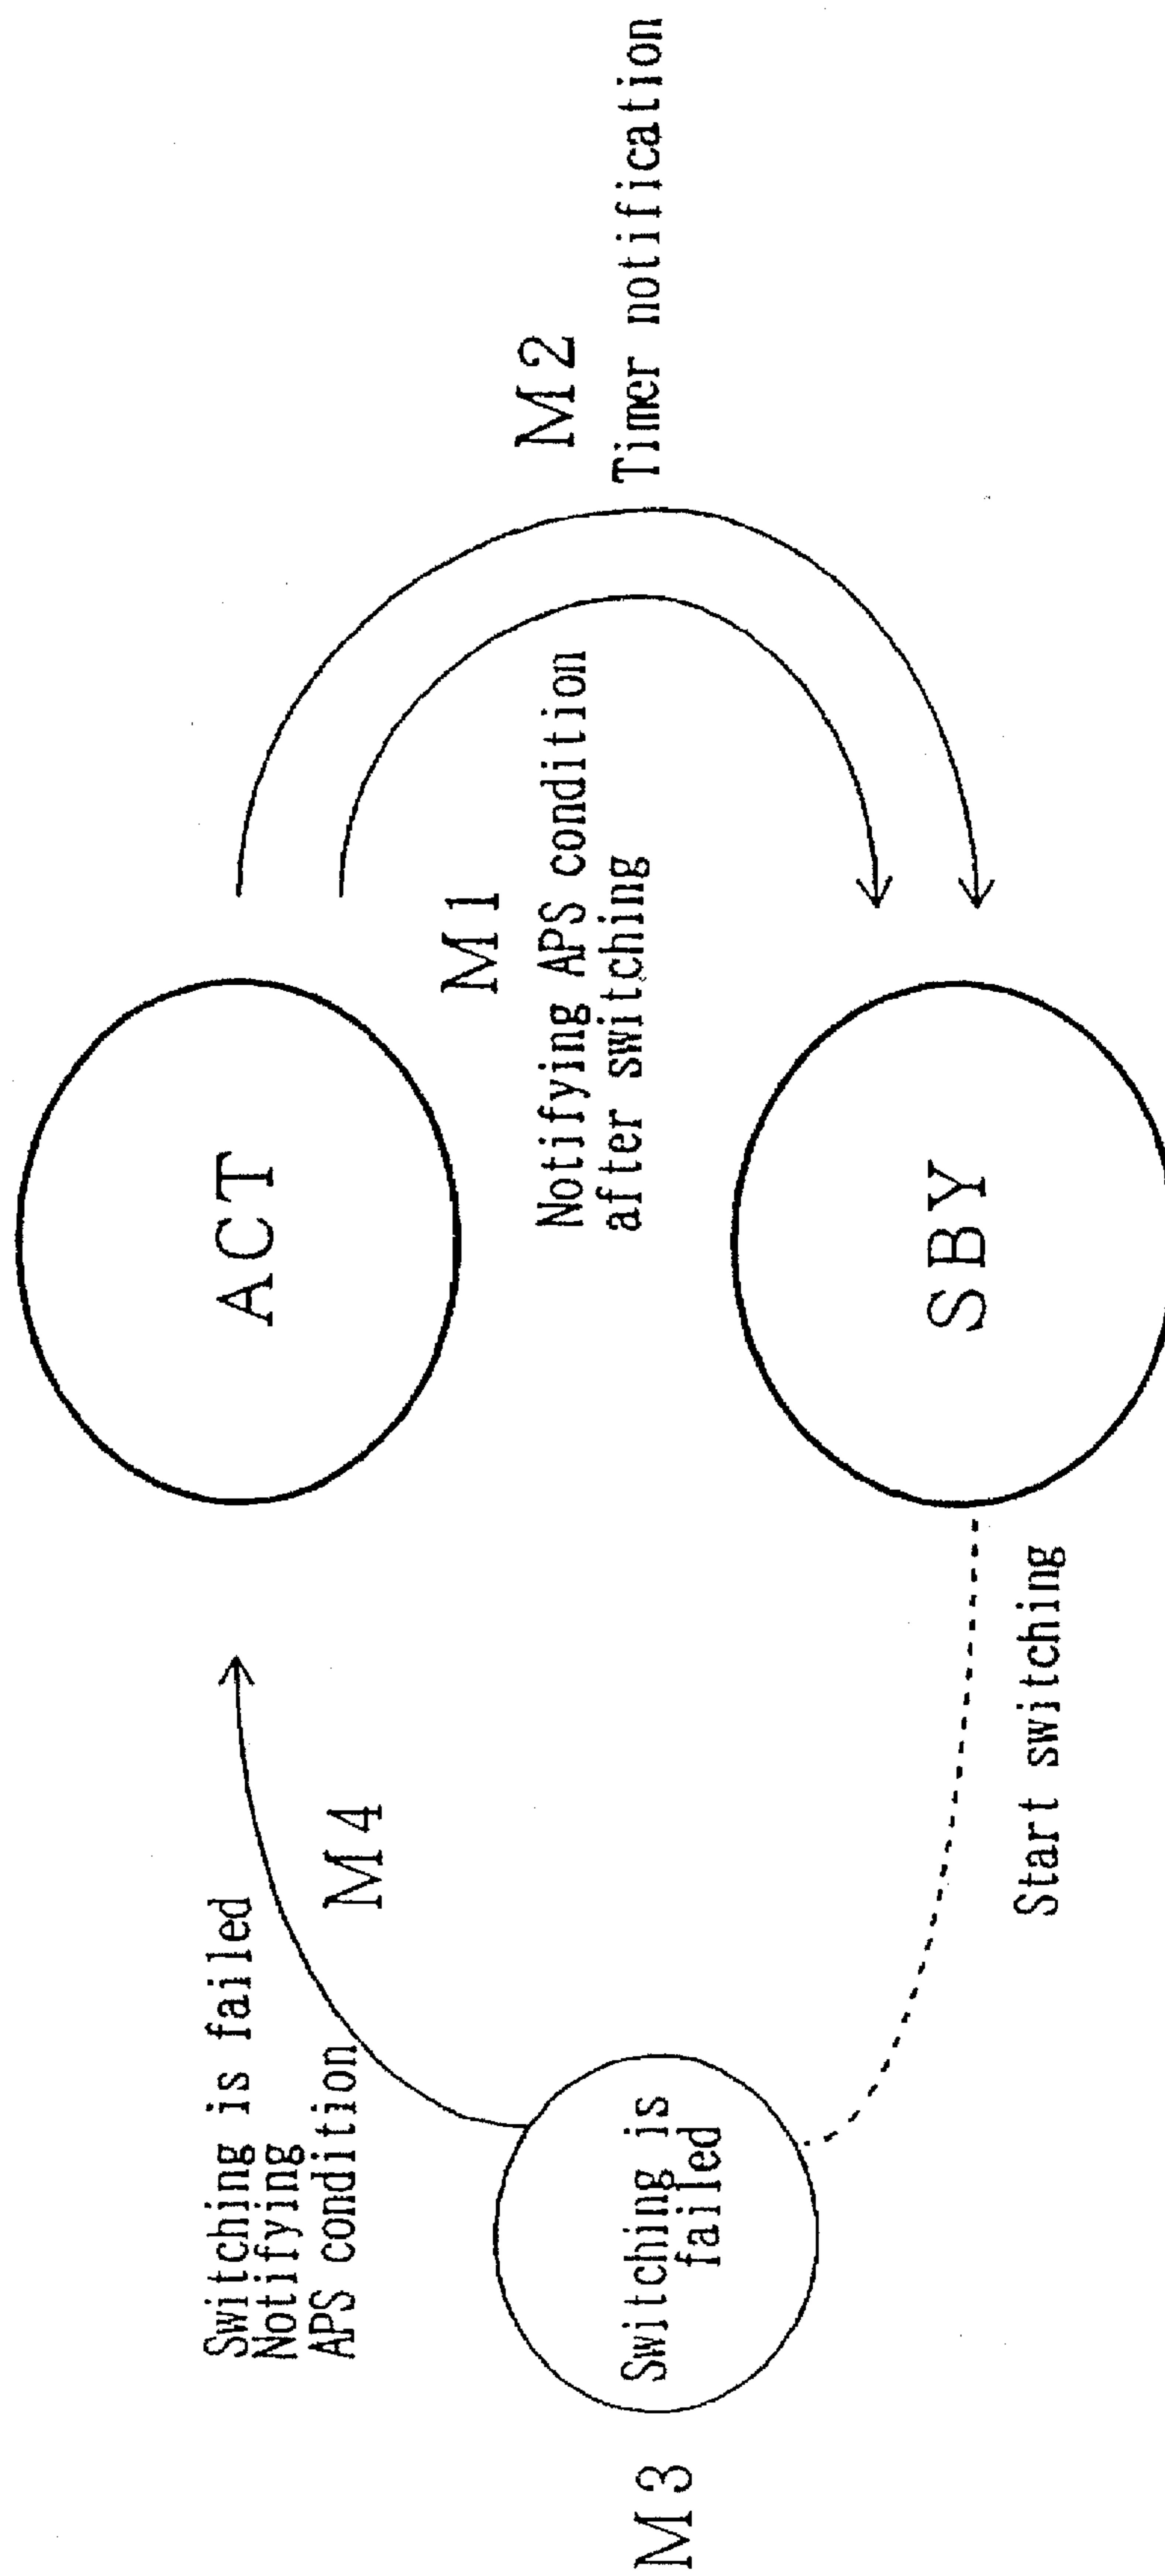 Switching is failed
Notifying
APS condition
M4
ACT
M1
Notifying APS condition
after switching
M2
Timer notification
M3
Switching is
failed
SBY
Start switching